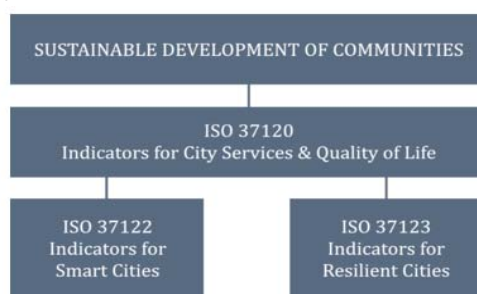 SUSTAINABLE DEVELOPMENT OF COMMUNITIES
ISO 37120
Indicators for City Services & Quality of Life
ISO 37122
Indicators for
Smart Cities
ISO 37123
Indicators for
Resilient Cities